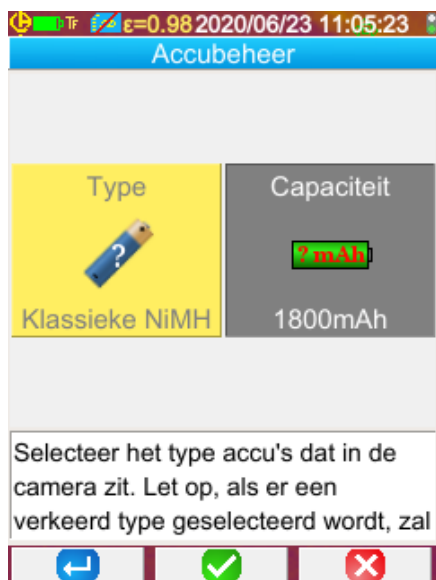 TF ε=0.98 2020/06/23 11:05:23
Accubeheer
Type
Capaciteit
?
? mAh
Klassieke NiMH
1800mAh
Selecteer het type accu's dat in de
camera zit. Let op, als er een
verkeerd type geselecteerd wordt, zal